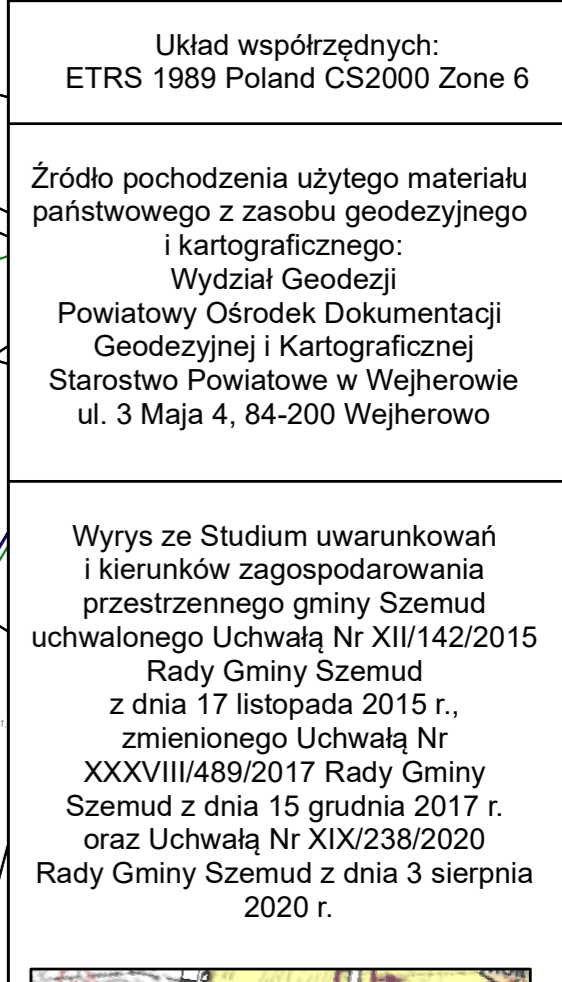 Układ współrzędnych:
ETRS 1989 Poland CS2000 Zone 6
Źródło pochodzenia użytego materiału
państwowego z zasobu geodezyjnego
i kartograficznego:
Wydział Geodezji
Powiatowy Ośrodek Dokumentacji
Geodezyjnej i Kartograficznej
Starostwo Powiatowe w Wejherowie
ul. 3 Maja 4, 84-200 Wejherowo
Wyrys ze Studium uwarunkowań
i kierunków zagospodarowania
przestrzennego gminy Szemud
uchwalonego Uchwałą Nr XII/142/2015
Rady Gminy Szemud
z dnia 17 listopada 2015 r.,
zmienionego Uchwałą Nr
XXXVIII/489/2017 Rady Gminy
Szemud z dnia 15 grudnia 2017 r.
oraz Uchwałą Nr XIX/238/2020
Rady Gminy Szemud z dnia 3 sierpnia
2020 r.